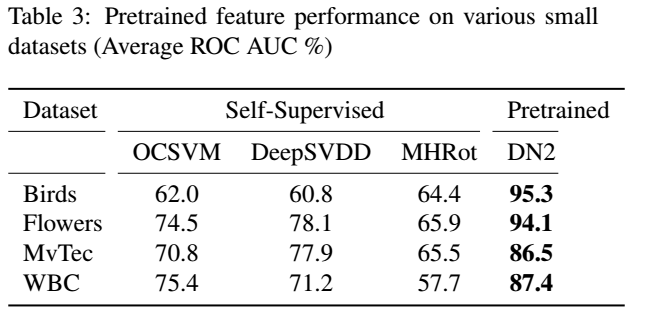 Table 3: Pretrained feature performance on various small
datasets (Average ROC AUC %)
Dataset Self-Supervised Pretrained
OCSVM DeepSVDD MHRot DN2
Birds 62.0 60.8 64.4 95.3
Flowers 74.5 78.1 65.9 94.1
MvTec 70.8 77.9 65.5 86.5
WBC 75.4 71.2 57.7 87.4